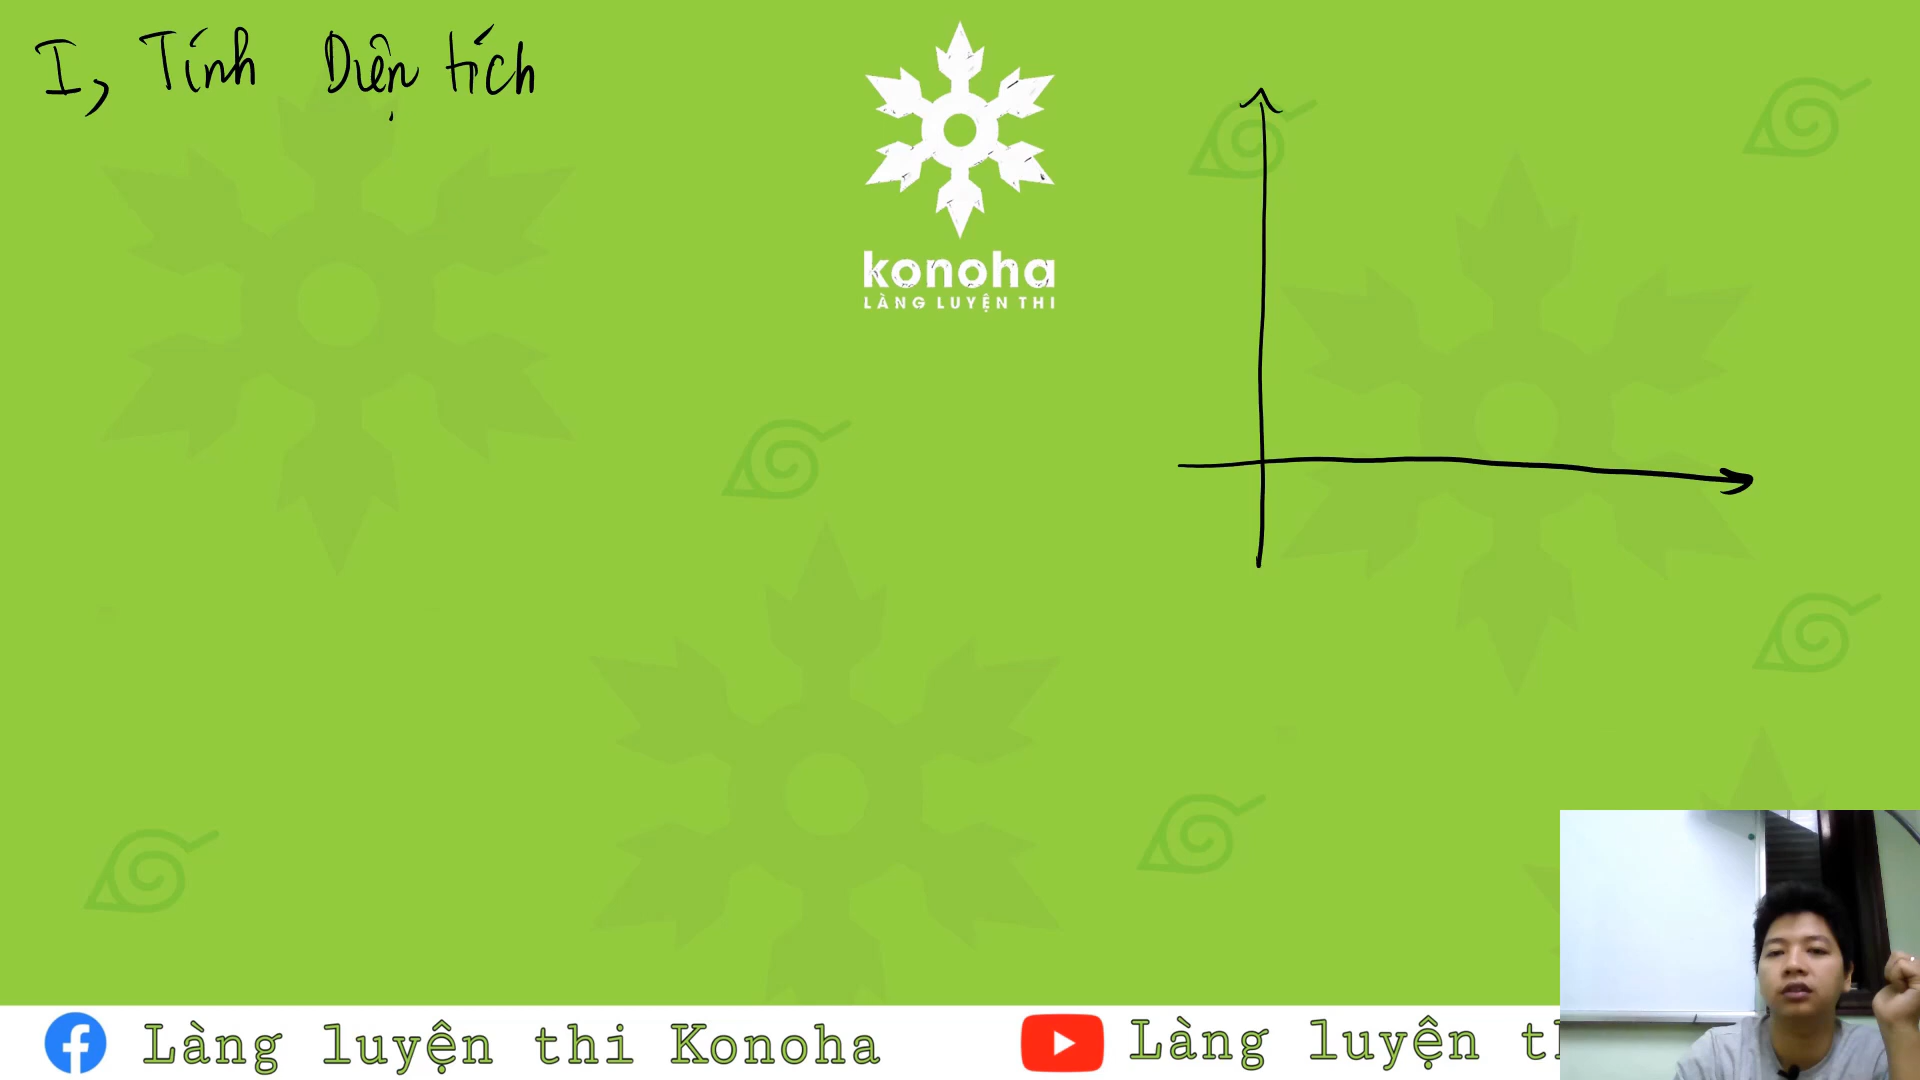 I, Tính Diện tích
konoha
LÀNG LUYỆN THI
Làng luyện thi Konoha
Làng luyện